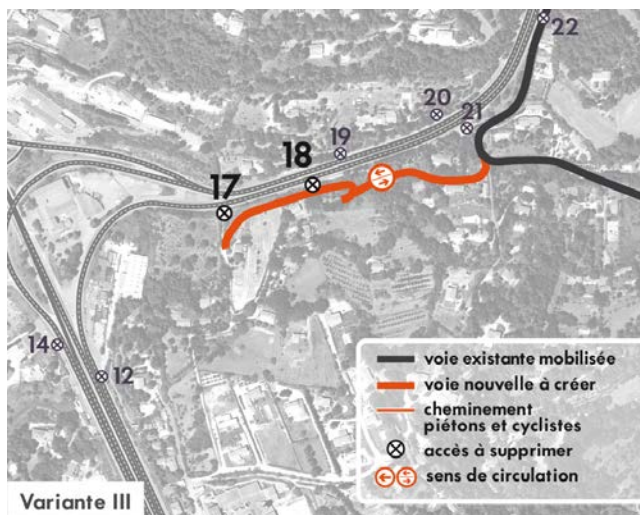 22
20
21
19
18
17
14
12
voie existante mobilisée
voie nouvelle à créer
cheminement
piétons et cyclistes
accès à supprimer
sens de circulation
Variante III